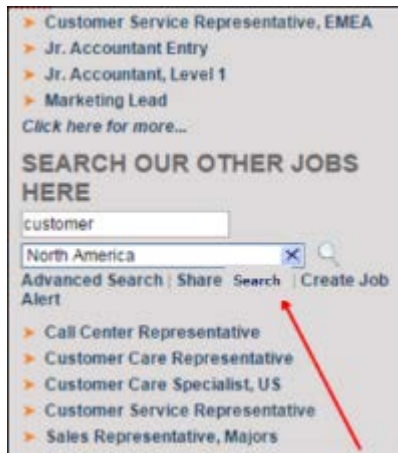 Customer Service Representative, EMEA
Jr. Accountant Entry
Jr. Accountant, Level 1
Marketing Lead
Click here for more...
SEARCH OUR OTHER JOBS
HERE
customer
North America
Advanced Search | Share Search | Create Job
Alert
Call Center Representative
Customer Care Representative
Customer Care Specialist, US
Customer Service Representative
Sales Representative, Majors